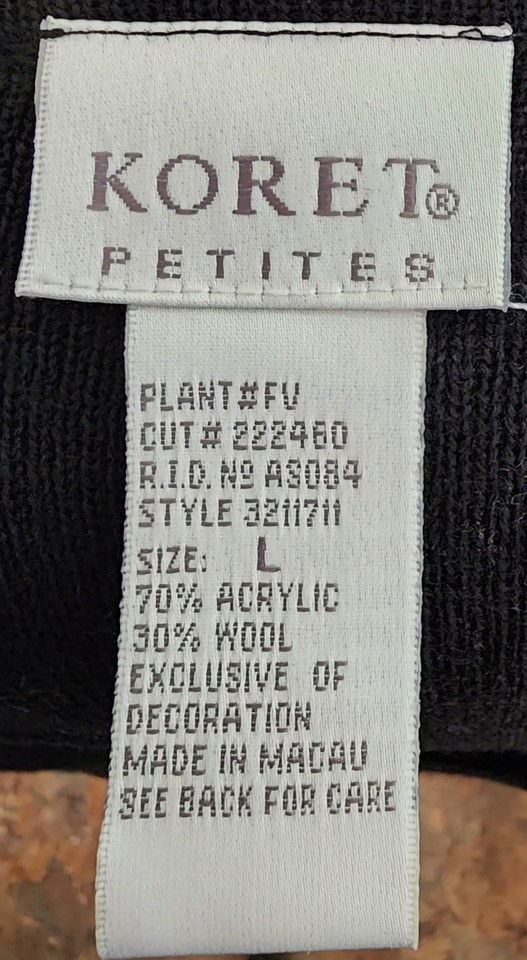 KORET®
PETITES
PLANT#FV
CUT# 222480
R.I.D. Nº AS084
STYLE 3211711
SIZE: L
70% ACRYLIC
30% WOOL
EXCLUSIVE OF
DECORATION
MADE IN MACAU
SEE BACK FOR CARE